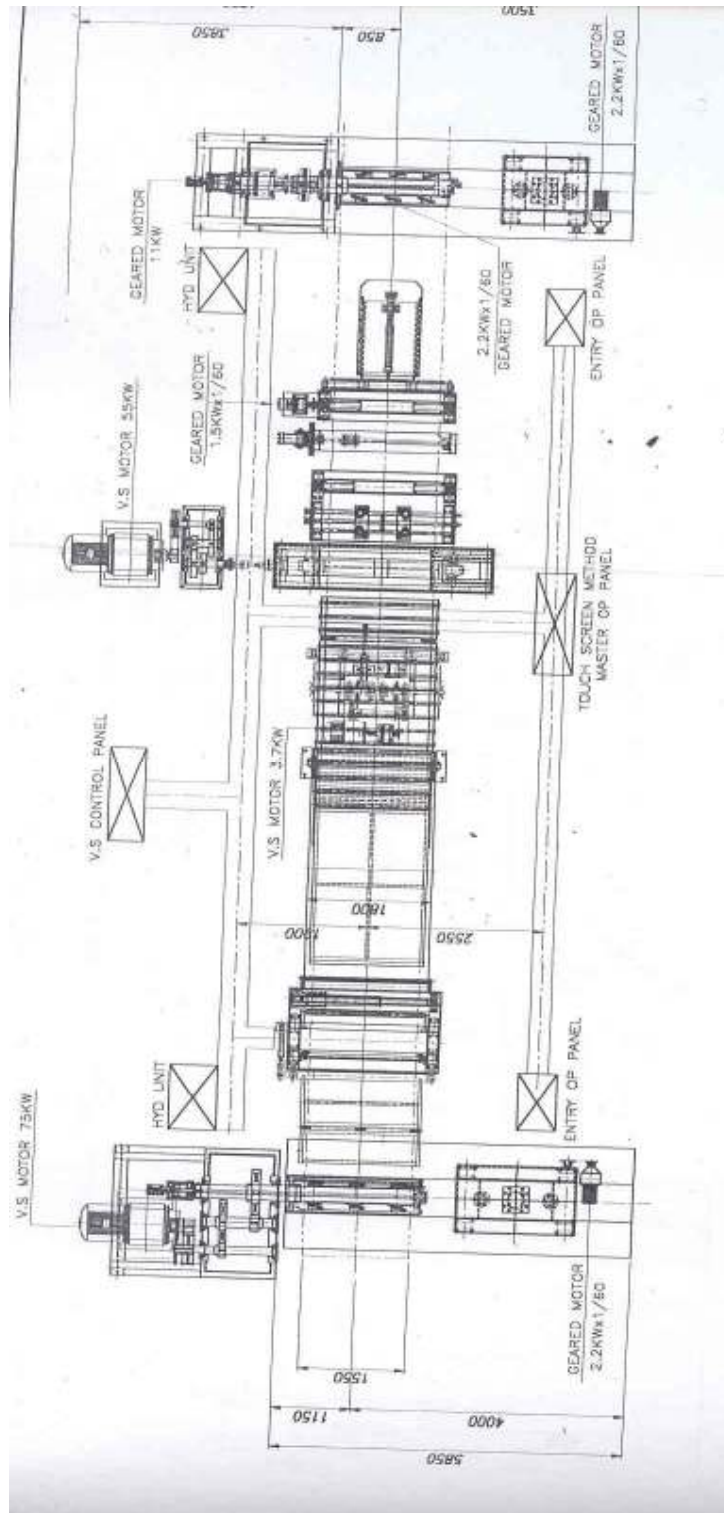 3500
850
3850
GEARED MOTOR
2.2KWx1/60
GEARED MOTOR
11KW
HYD UNIT
2.2KWx1/60
GEARED MOTOR
ENTRY OP PANEL
GEARED MOTOR
1.5KWx1/60
V.S MOTOR 55KW
TOUCH SCREEN METHOD
MASTER OP PANEL
V.S CONTROL PANEL
V.S MOTOR 3.7KW
1800
2550
HYD UNIT
ENTRY OP PANEL
V.S MOTOR 75KW
GEARED MOTOR
2.2KWx1/60
1550
1150
4000
5850